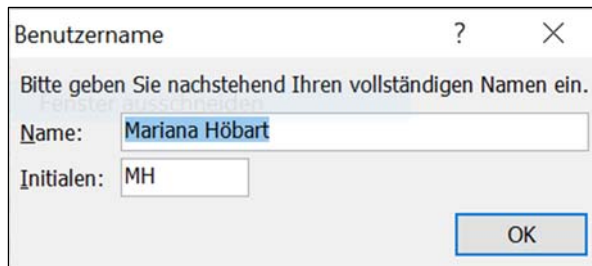 Benutzername ? ×
Bitte geben Sie nachstehend Ihren vollständigen Namen ein.
Fenster ausschneiden
Name: Mariana Höbart
Initialen: MH
OK